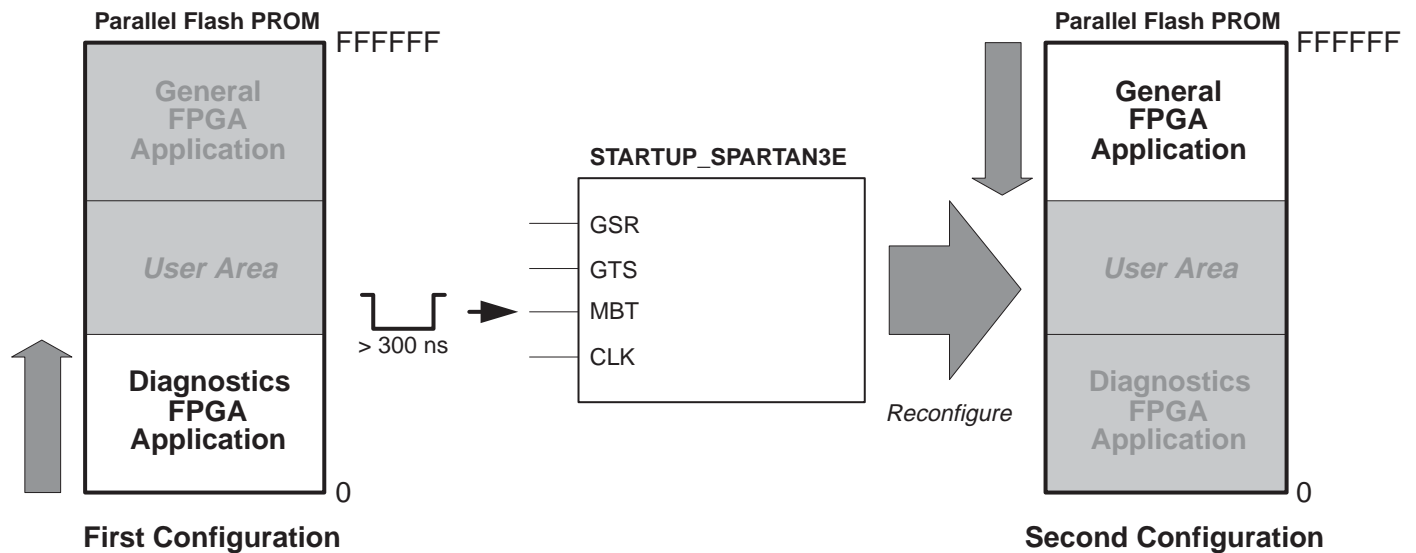 Parallel Flash PROM
FFFFFF
General
FPGA
Application
User Area
Diagnostics
FPGA
Application
0
First Configuration
> 300 ns
STARTUP_SPARTAN3E
GSR
GTS
MBT
CLK
Reconfigure
Parallel Flash PROM
FFFFFF
General
FPGA
Application
User Area
Diagnostics
FPGA
Application
0
Second Configuration